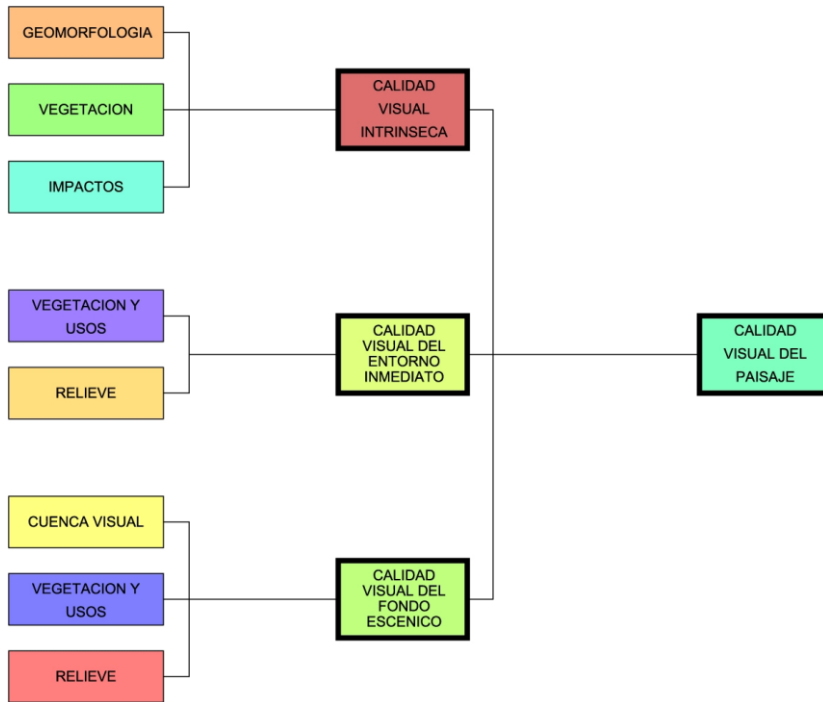 GEOMORFOLOGIA
VEGETACION
IMPACTOS
CALIDAD
VISUAL
INTRINSECA
VEGETACION Y
USOS
RELIEVE
CALIDAD
VISUAL DEL
ENTORNO
INMEDIATO
CALIDAD
VISUAL DEL
PAISAJE
CUENCA VISUAL
VEGETACION Y
USOS
RELIEVE
CALIDAD
VISUAL DEL
FONDO
ESCENICO